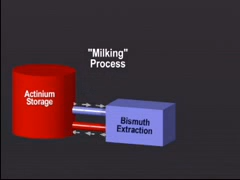 "Milking"
Process
Actinium
Storage
Bismuth
Extraction